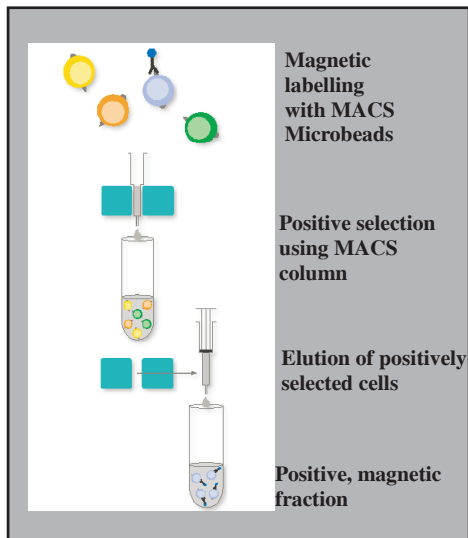 Magnetic
labelling
with MACS
Microbeads
Positive selection
using MACS
column
Elution of positively
selected cells
Positive, magnetic
fraction